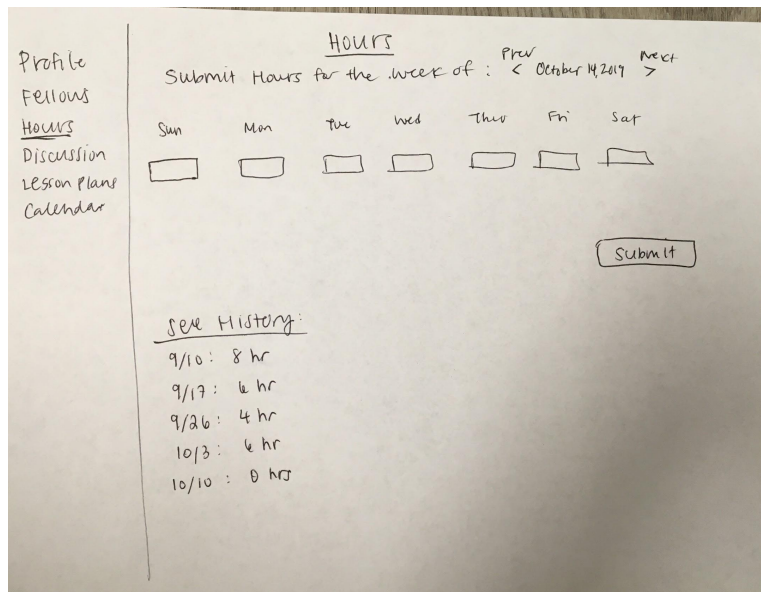 Profile
Fellows
Hours
Discussion
Lesson Plans
Calendar
Hours
Submit Hours for the week of : Prev < October 14, 2019 Next >
Sun Mon Tue Wed Thur Fri Sat
Submit
See History:
9/10: 8 hr
9/17: 6 hr
9/26: 4 hr
10/3: 6 hr
10/10: 0 hrs